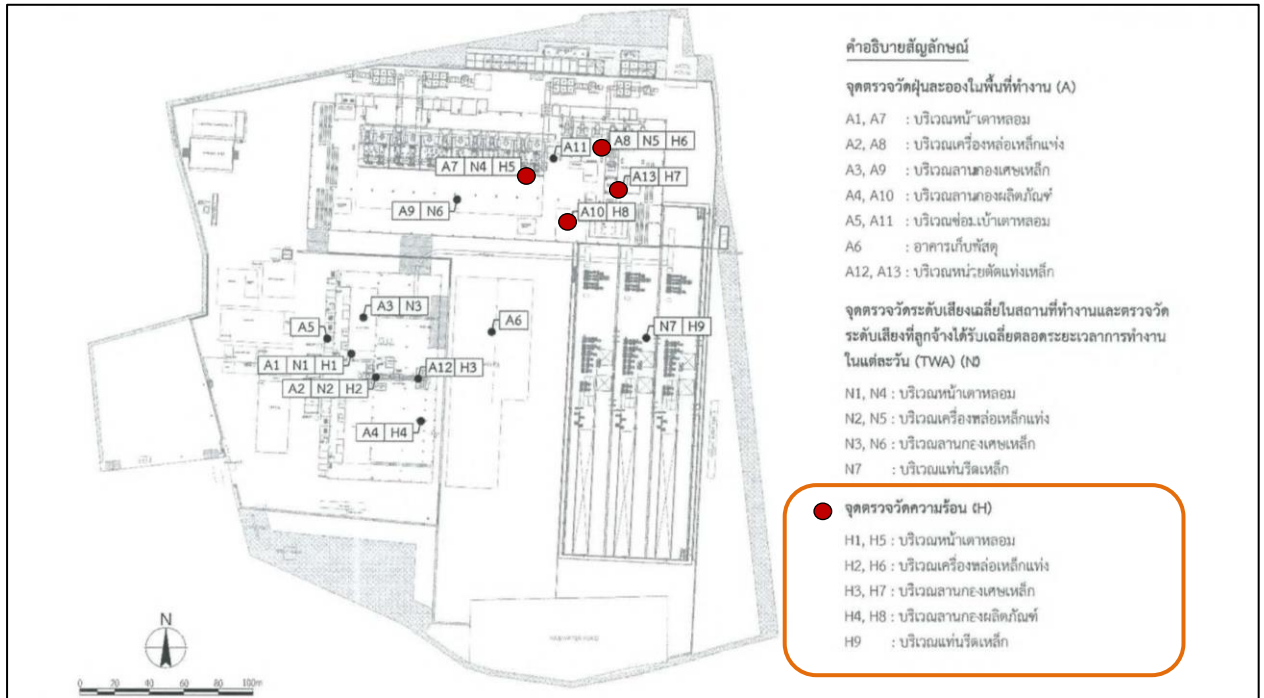 A8 N5 H6
A11
A7 N4 H5
A13 H7
A9 N6
A10 H8
A3 N3
A5
A6
N7 H9
A1 N1 H1
A12 H3
A2 N2 H2
A4 H4
N
0 20 40 60 80 100m
คำอธิบายสัญลักษณ์
จุดตรวจวัดฝุ่นละอองในพื้นที่ทำงาน (A)
A1, A7 : บริเวณหน้าเตาหลอม
A2, A8 : บริเวณเครื่องหล่อเหล็กแท่ง
A3, A9 : บริเวณลานกองเศษเหล็ก
A4, A10 : บริเวณลานกองผลิตภัณฑ์
A5, A11 : บริเวณซ่อมเบ้าเตาหลอม
A6 : อาคารเก็บพัสดุ
A12, A13 : บริเวณหน่วยตัดแท่งเหล็ก
จุดตรวจวัดระดับเสียงเฉลี่ยในสถานที่ทำงานและตรวจวัด
ระดับเสียงที่ลูกจ้างได้รับเฉลี่ยตลอดระยะเวลาการทำงาน
ในแต่ละวัน (TWA) (N)
N1, N4 : บริเวณหน้าเตาหลอม
N2, N5 : บริเวณเครื่องหล่อเหล็กแท่ง
N3, N6 : บริเวณลานกองเศษเหล็ก
N7 : บริเวณแท่นรีดเหล็ก
จุดตรวจวัดความร้อน (H)
H1, H5 : บริเวณหน้าเตาหลอม
H2, H6 : บริเวณเครื่องหล่อเหล็กแท่ง
H3, H7 : บริเวณลานกองเศษเหล็ก
H4, H8 : บริเวณลานกองผลิตภัณฑ์
H9 : บริเวณแท่นรีดเหล็ก